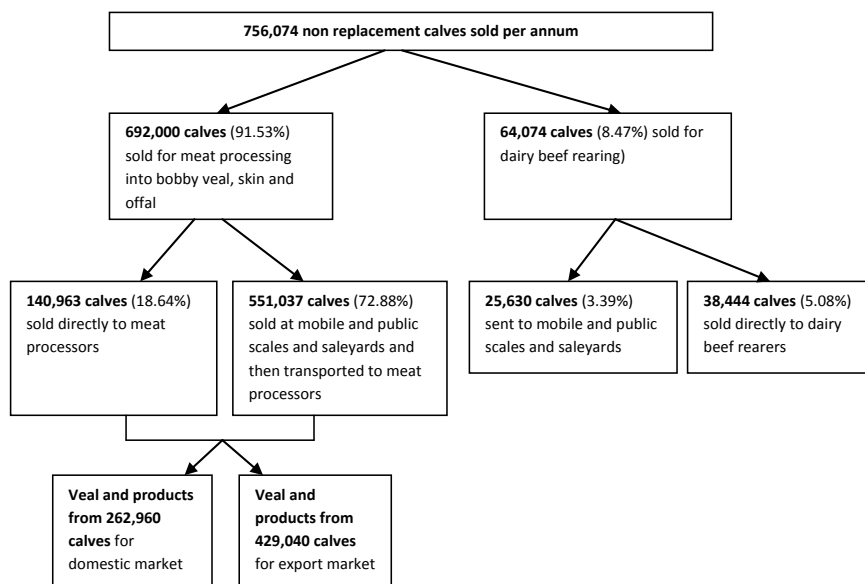 756,074 non replacement calves sold per annum
692,000 calves (91.53%)
sold for meat processing
into bobby veal, skin and
offal
64,074 calves (8.47%) sold for
dairy beef rearing)
140,963 calves (18.64%)
sold directly to meat
processors
551,037 calves (72.88%)
sold at mobile and public
scales and saleyards and
then transported to meat
processors
25,630 calves (3.39%)
sent to mobile and public
scales and saleyards
38,444 calves (5.08%)
sold directly to dairy
beef rearers
Veal and products
from 262,960
calves for
domestic market
Veal and
products from
429,040 calves
for export market